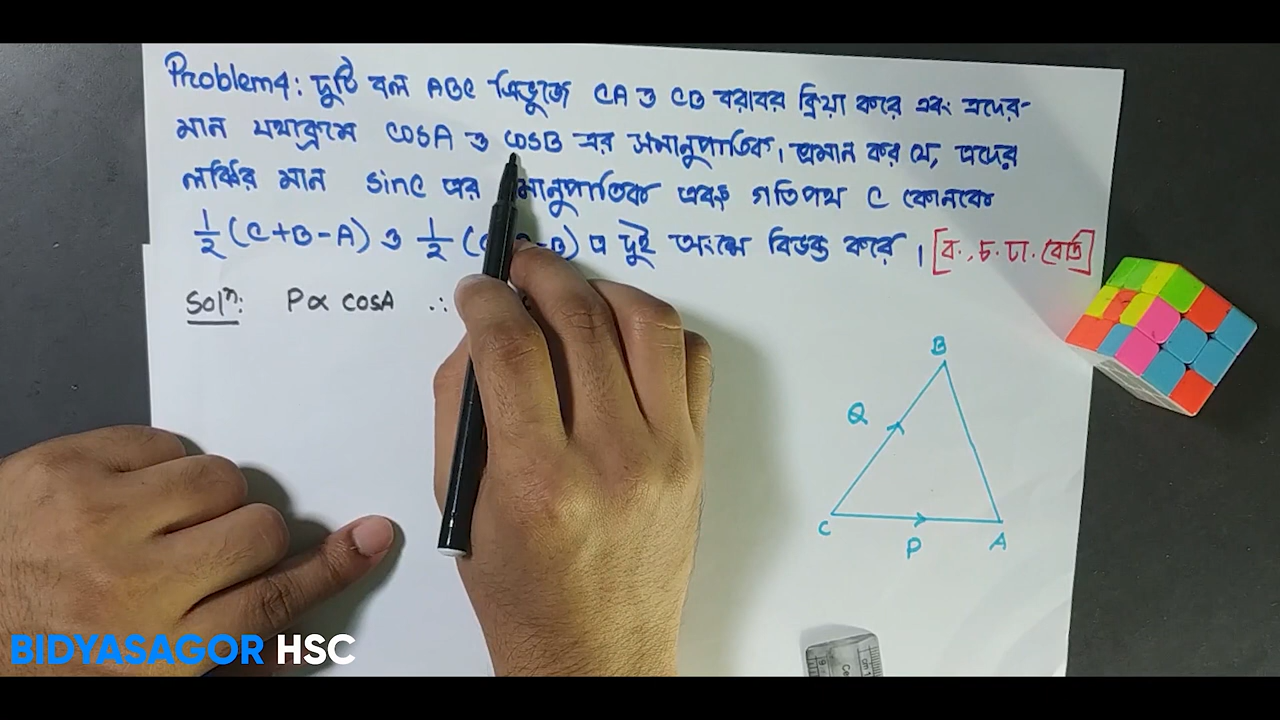 Problem4: দুটি বল ABC ত্রিভুজে CA ও CB বরাবর ক্রিয়া করে এবং এদের
মান যথাক্রমে cosA ও cosB এর সমানুপাতিক। প্রমান কর যে, এদের
লব্ধির মান sinc এর মানুপাতিক এবং গতিপথ C কোনকে
1/2 (C+B-A) ও 1/2 ( -B) এ দুই অংশে বিভক্ত করে। [ব., চ. ঢা. বোর্ড]
Solⁿ: P∝ cosA ∴
B
Q
C
P
A
BIDYASAGOR HSC